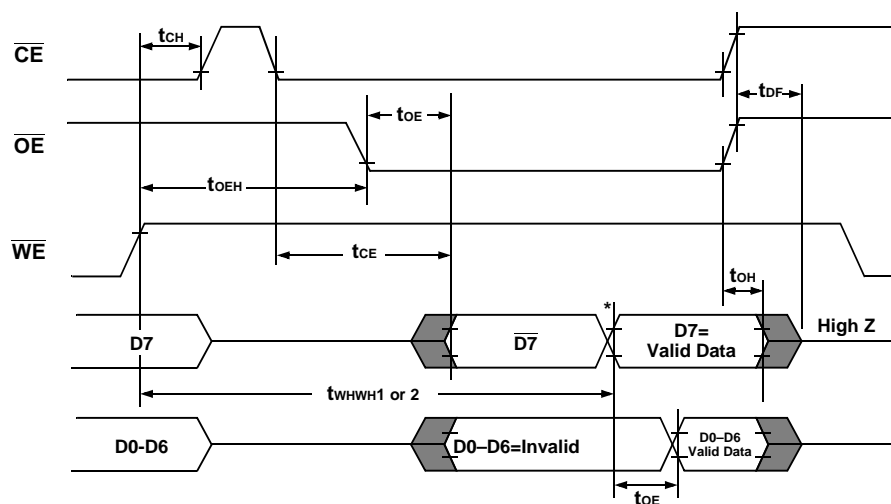 tCH
CE
tDF
tOE
OE
tOEH
WE
tCE
tOH
*
High Z
D7
D7
D7=
Valid Data
tWHWH1 or 2
D0-D6
D0–D6=Invalid
D0–D6
Valid Data
tOE